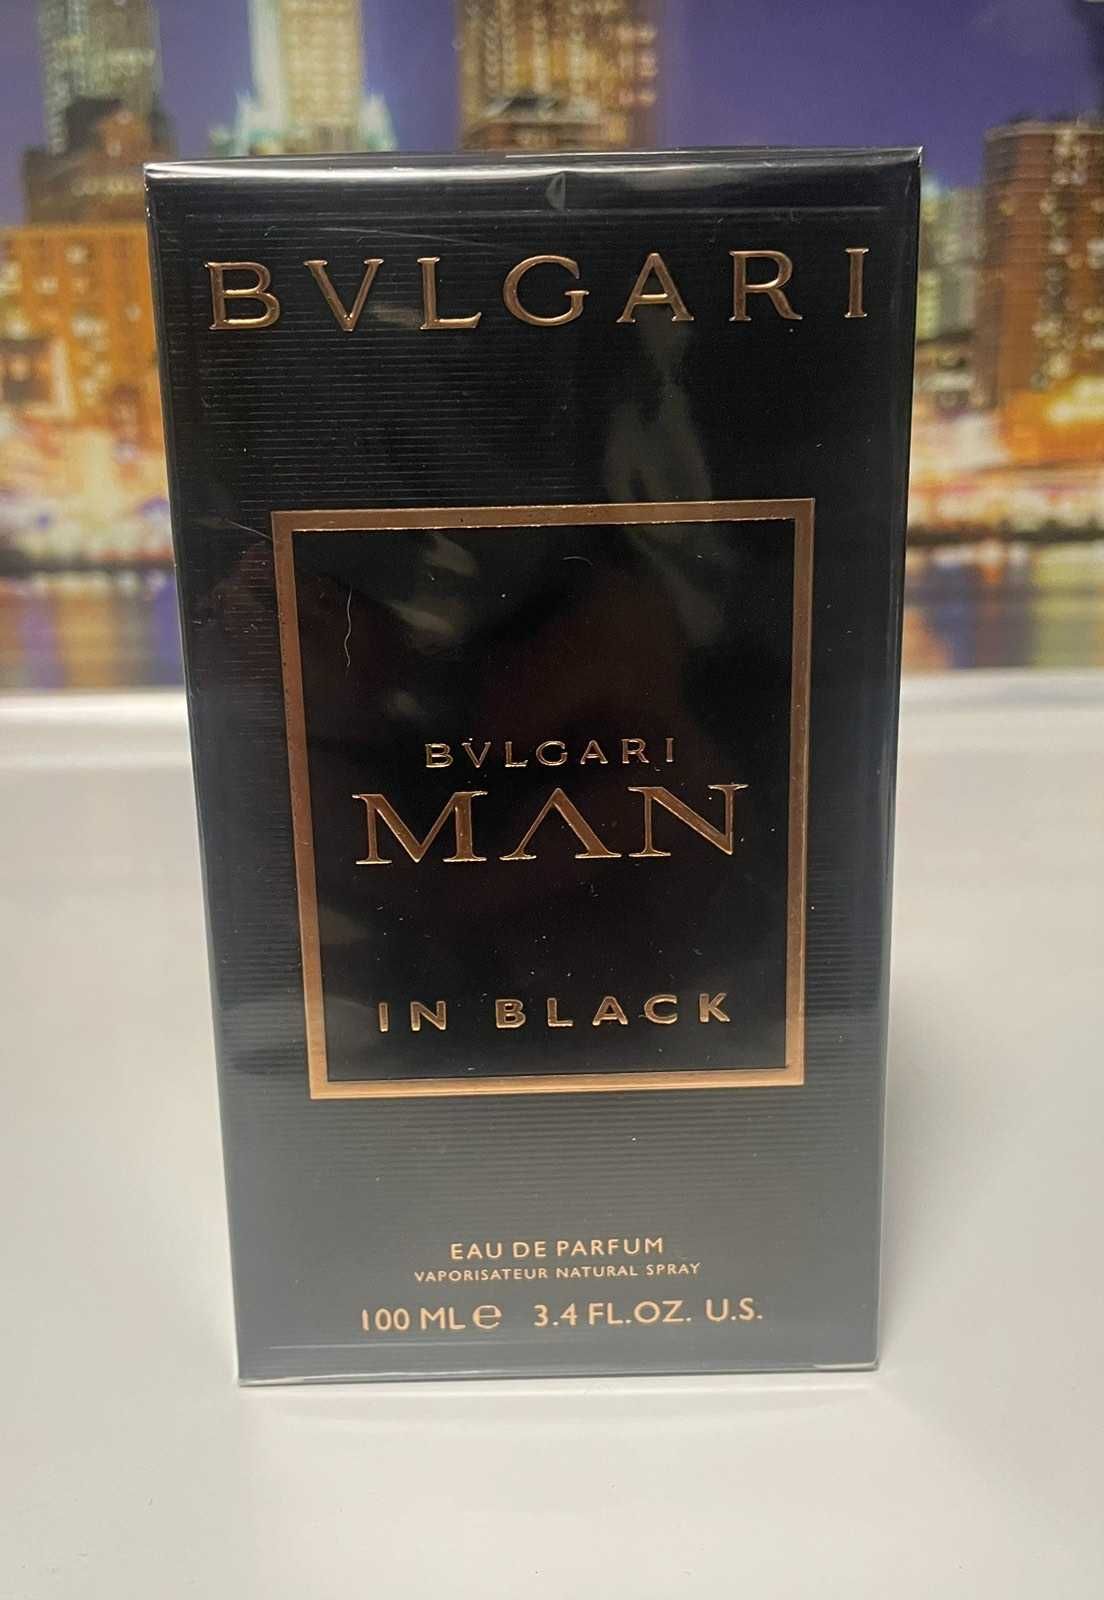 BVLGARI
BVLGARI
MAN
IN BLACK
EAU DE PARFUM
VAPORISATEUR NATURAL SPRAY
100 ML ℮ 3.4 FL.OZ. U.S.